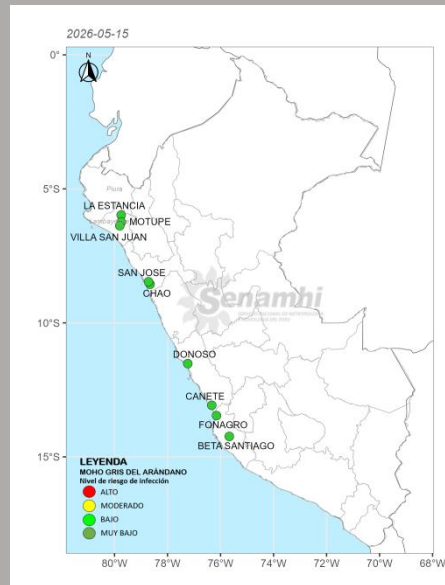 2026-05-15
N
0°
Piura
LA ESTANCIA
5°S
MOTUPE
VILLA SAN JUAN
SAN JOSE
CHAO
Senamhi
10°S
DONOSO
CANETE
FONAGRO
BETA SANTIAGO
15°S
LEYENDA
MOHO GRIS DEL ARÁNDANO
Nivel de riesgo de infección
ALTO
MODERADO
BAJO
MUY BAJO
80°W 78°W 76°W 74°W 72°W 70°W 68°W